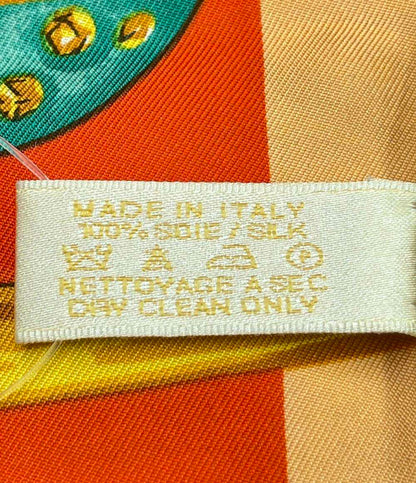 MADE IN ITALY
100% SOIE / SILK
P
NETTOYAGE A SEC
DRY CLEAN ONLY